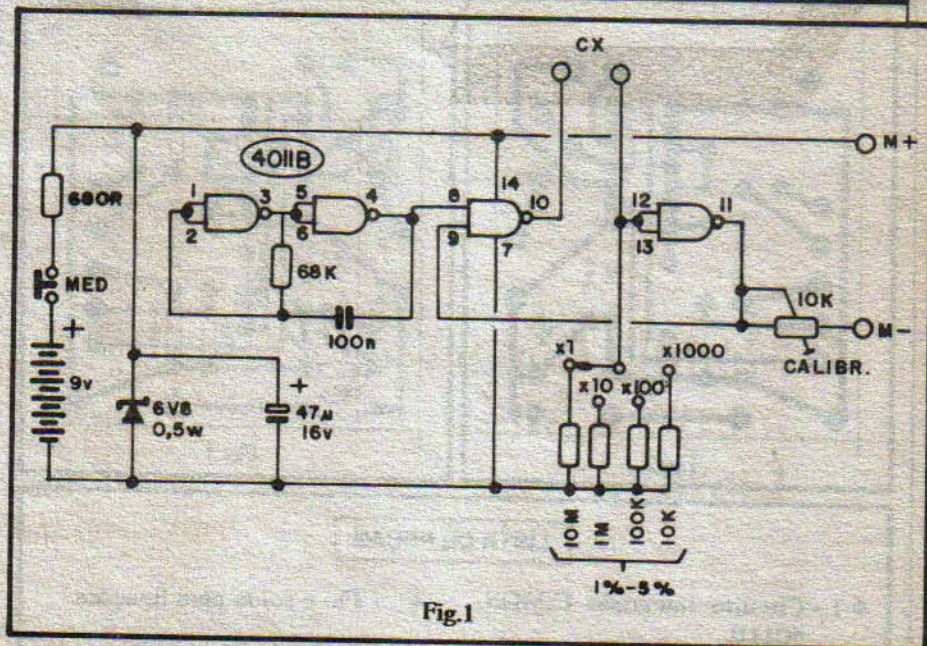 CX
M+
4011B
1
2
3
5
6
4
8
9
14
10
7
12
13
11
680R
MED
+
9v
68K
100n
6V8
0,5w
+
47µ
16v
10K
M-
CALIBR.
x1
x10
x100
x1000
10M
1M
100K
10K
1%-5%
Fig.1